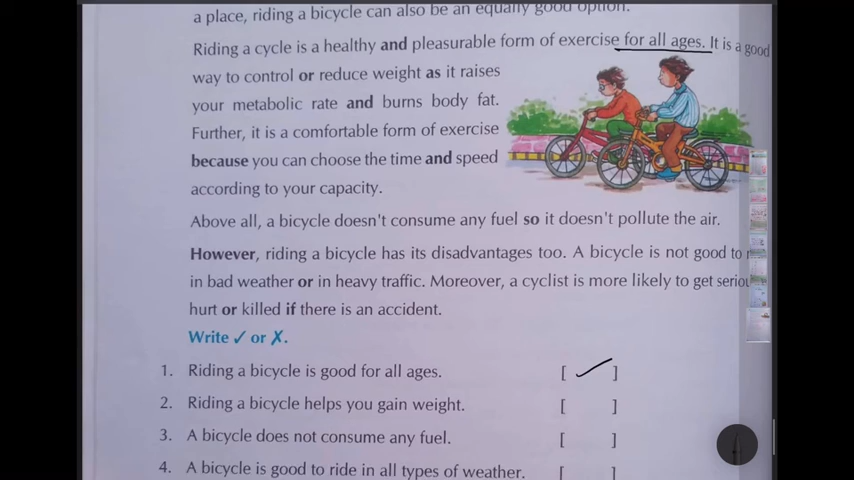 a place, riding a bicycle can also be an equally good option.
Riding a cycle is a healthy and pleasurable form of exercise for all ages. It is a good
way to control or reduce weight as it raises
your metabolic rate and burns body fat.
Further, it is a comfortable form of exercise
because you can choose the time and speed
according to your capacity.
Above all, a bicycle doesn't consume any fuel so it doesn't pollute the air.
However, riding a bicycle has its disadvantages too. A bicycle is not good to
in bad weather or in heavy traffic. Moreover, a cyclist is more likely to get
hurt or killed if there is an accident.
Write ✓ or ✗.
1. Riding a bicycle is good for all ages. [ ✓ ]
2. Riding a bicycle helps you gain weight. [ ]
3. A bicycle does not consume any fuel. [ ]
4. A bicycle is good to ride in all types of weather. [ ]